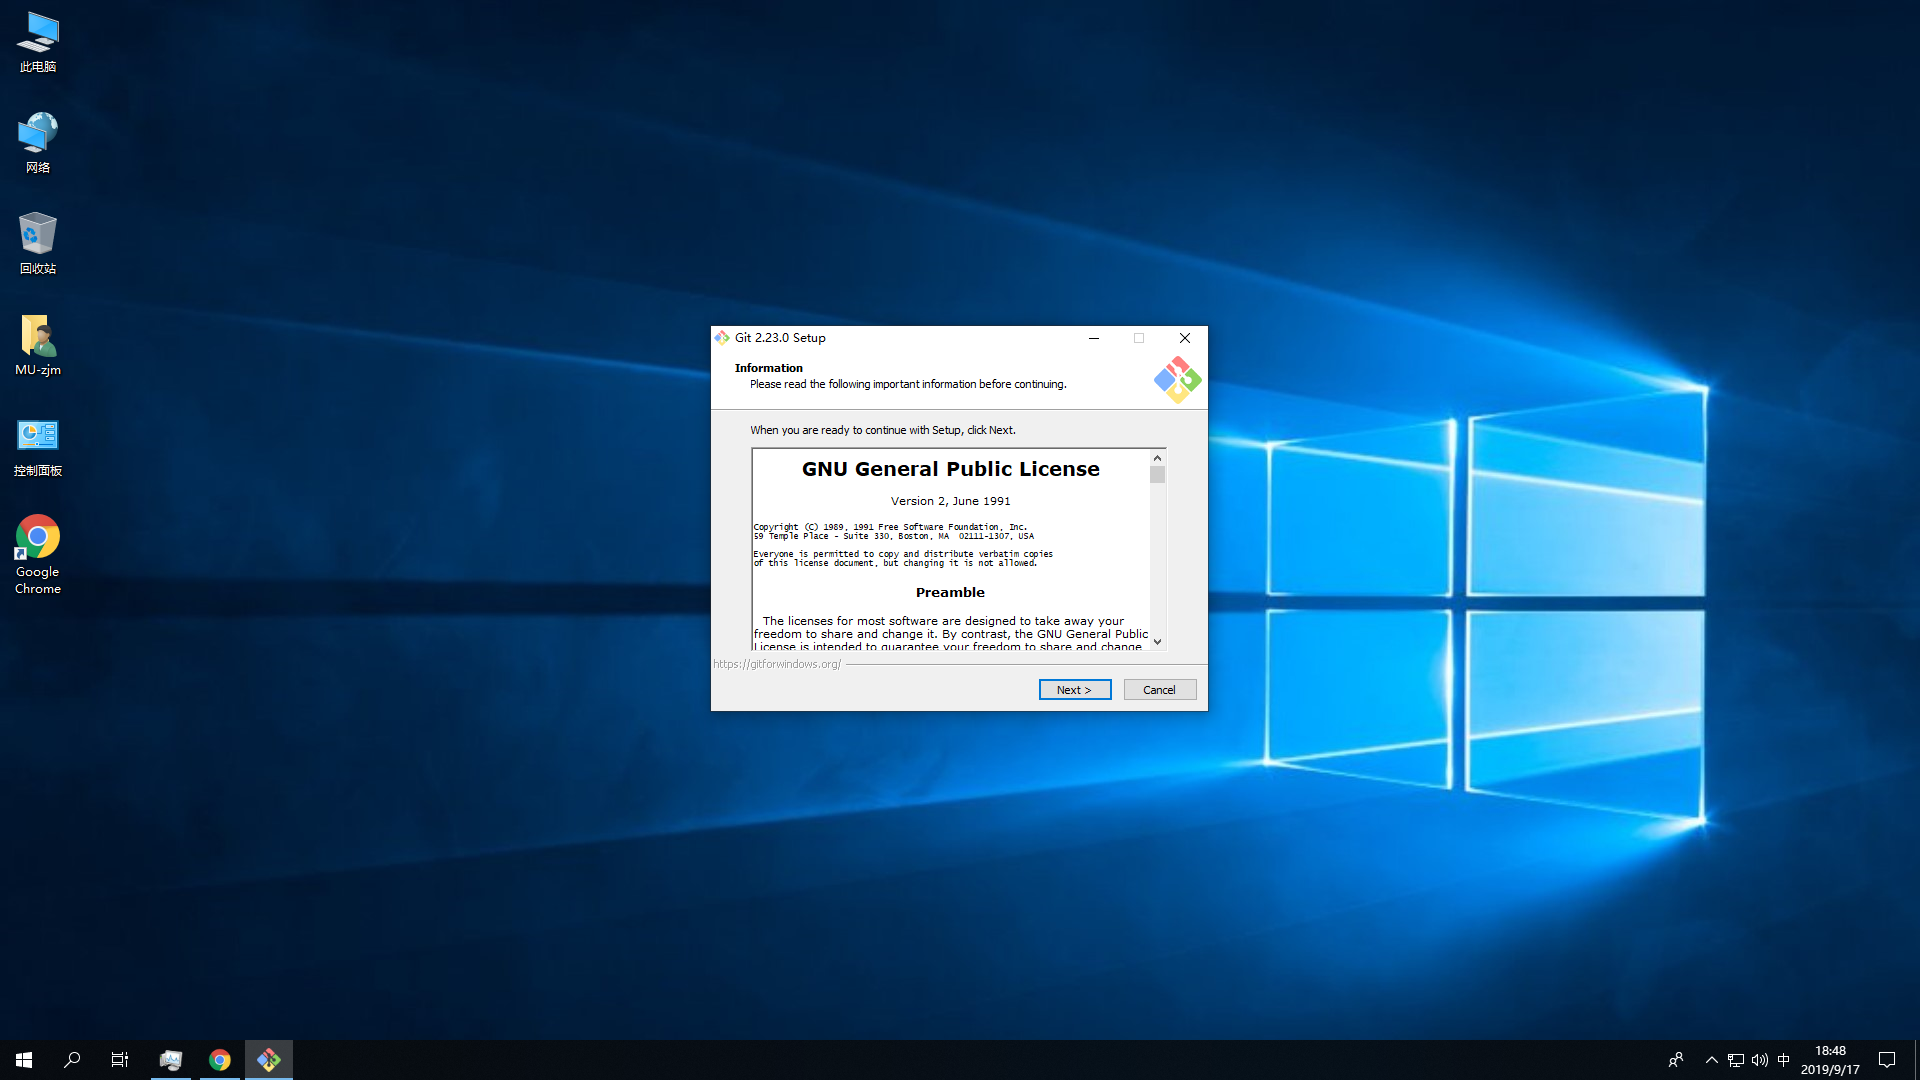 此电脑
网络
回收站
MU-zjm
控制面板
Google
Chrome
Git 2.23.0 Setup
Information
Please read the following important information before continuing.
When you are ready to continue with Setup, click Next.
GNU General Public License
Version 2, June 1991
Copyright (C) 1989, 1991 Free Software Foundation, Inc.
59 Temple Place - Suite 330, Boston, MA  02111-1307, USA
Everyone is permitted to copy and distribute verbatim copies
of this license document, but changing it is not allowed.
Preamble
The licenses for most software are designed to take away your
freedom to share and change it. By contrast, the GNU General Public
License is intended to guarantee your freedom to share and change
https://gitforwindows.org/
Next >
Cancel
中
18:48
2019/9/17